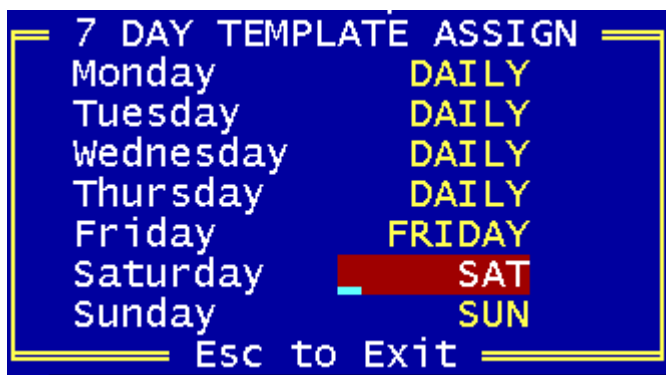 7 DAY TEMPLATE ASSIGN
Monday DAILY
Tuesday DAILY
Wednesday DAILY
Thursday DAILY
Friday FRIDAY
Saturday SAT
Sunday SUN
Esc to Exit